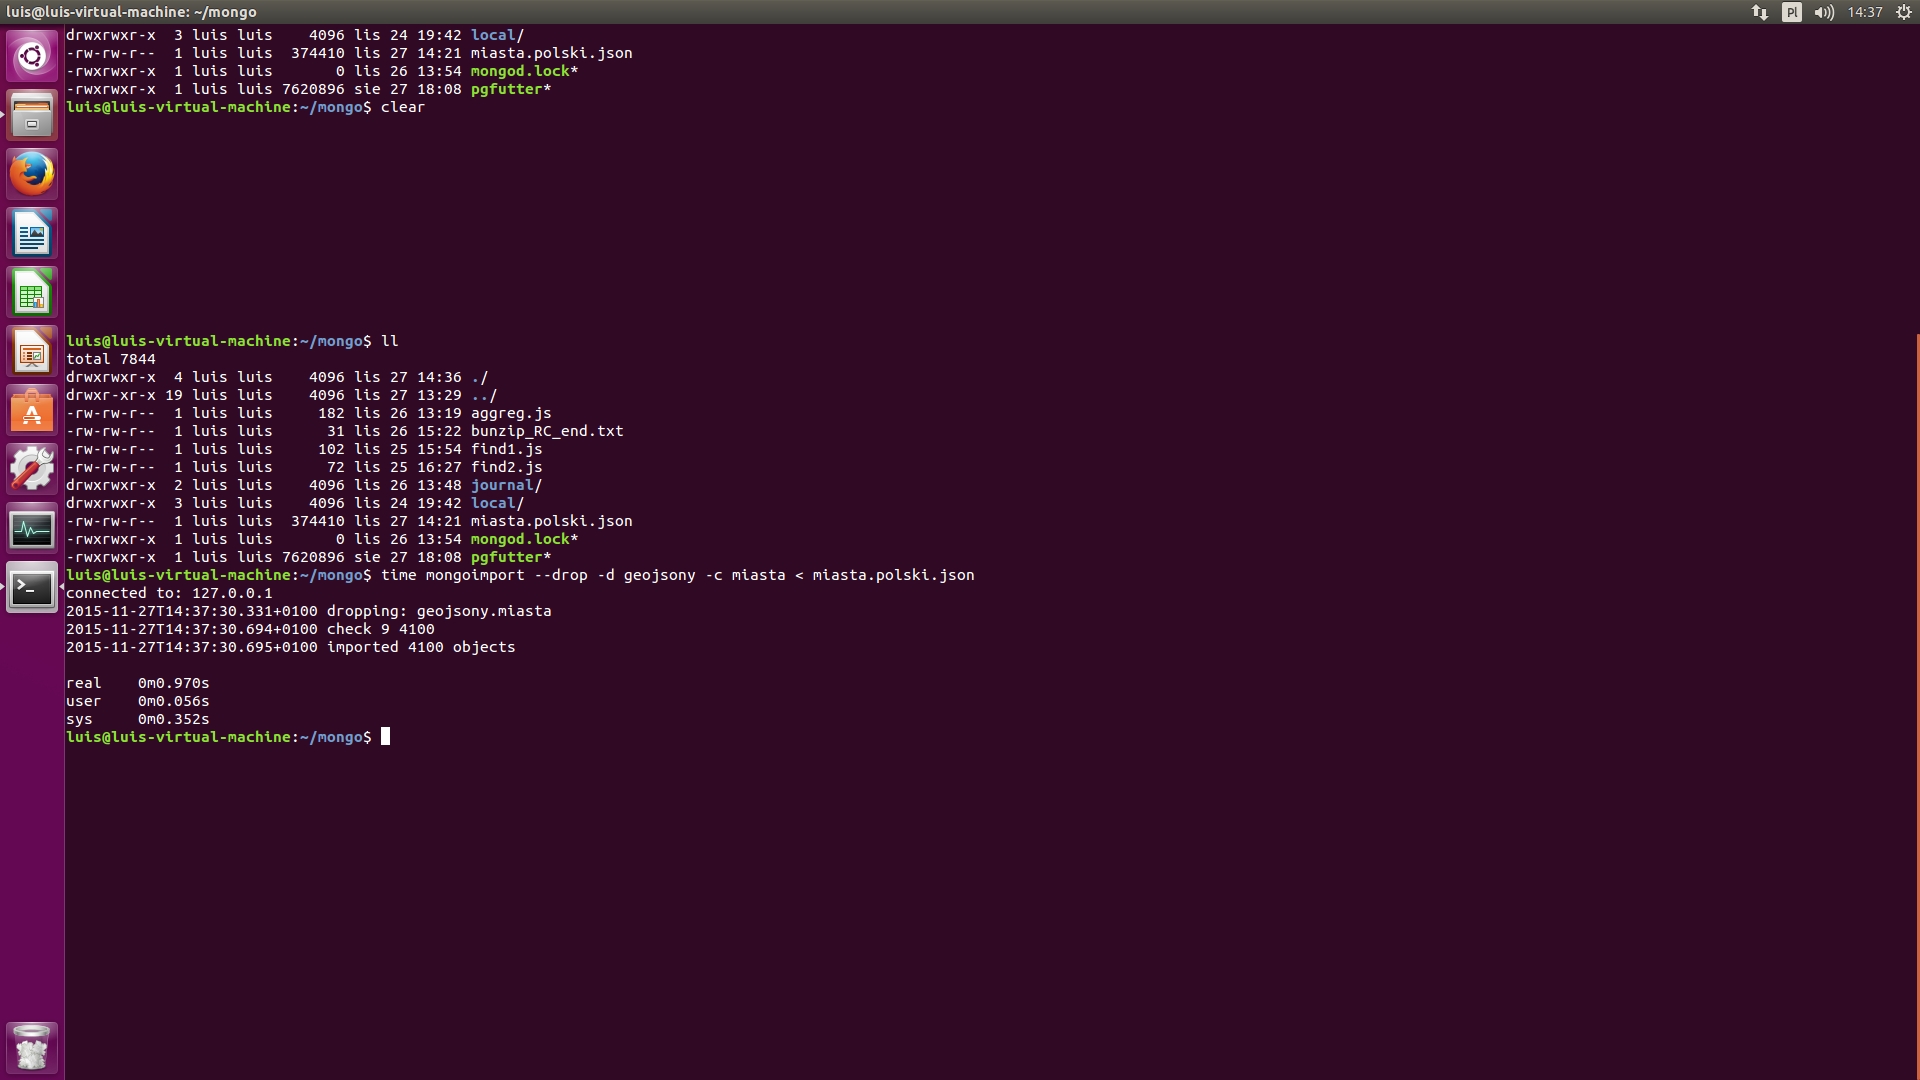 luis@luis-virtual-machine: ~/mongo
Pl
14:37
drwxrwxr-x  3 luis luis    4096 lis 24 19:42 local/
-rw-rw-r--  1 luis luis  374410 lis 27 14:21 miasta.polski.json
-rwxrwxr-x  1 luis luis       0 lis 26 13:54 mongod.lock*
-rwxrwxr-x  1 luis luis 7620896 sie 27 18:08 pgfutter*
luis@luis-virtual-machine:~/mongo$ clear
luis@luis-virtual-machine:~/mongo$ ll
total 7844
drwxrwxr-x  4 luis luis    4096 lis 27 14:36 ./
drwxr-xr-x 19 luis luis    4096 lis 27 13:29 ../
-rw-rw-r--  1 luis luis     182 lis 26 13:19 aggreg.js
-rw-rw-r--  1 luis luis      31 lis 26 15:22 bunzip_RC_end.txt
-rw-rw-r--  1 luis luis     102 lis 25 15:54 find1.js
-rw-rw-r--  1 luis luis      72 lis 25 16:27 find2.js
drwxrwxr-x  2 luis luis    4096 lis 26 13:48 journal/
drwxrwxr-x  3 luis luis    4096 lis 24 19:42 local/
-rw-rw-r--  1 luis luis  374410 lis 27 14:21 miasta.polski.json
-rwxrwxr-x  1 luis luis       0 lis 26 13:54 mongod.lock*
-rwxrwxr-x  1 luis luis 7620896 sie 27 18:08 pgfutter*
luis@luis-virtual-machine:~/mongo$ time mongoimport --drop -d geojsony -c miasta < miasta.polski.json
connected to: 127.0.0.1
2015-11-27T14:37:30.331+0100 dropping: geojsony.miasta
2015-11-27T14:37:30.694+0100 check 9 4100
2015-11-27T14:37:30.695+0100 imported 4100 objects
real    0m0.970s
user    0m0.056s
sys     0m0.352s
luis@luis-virtual-machine:~/mongo$